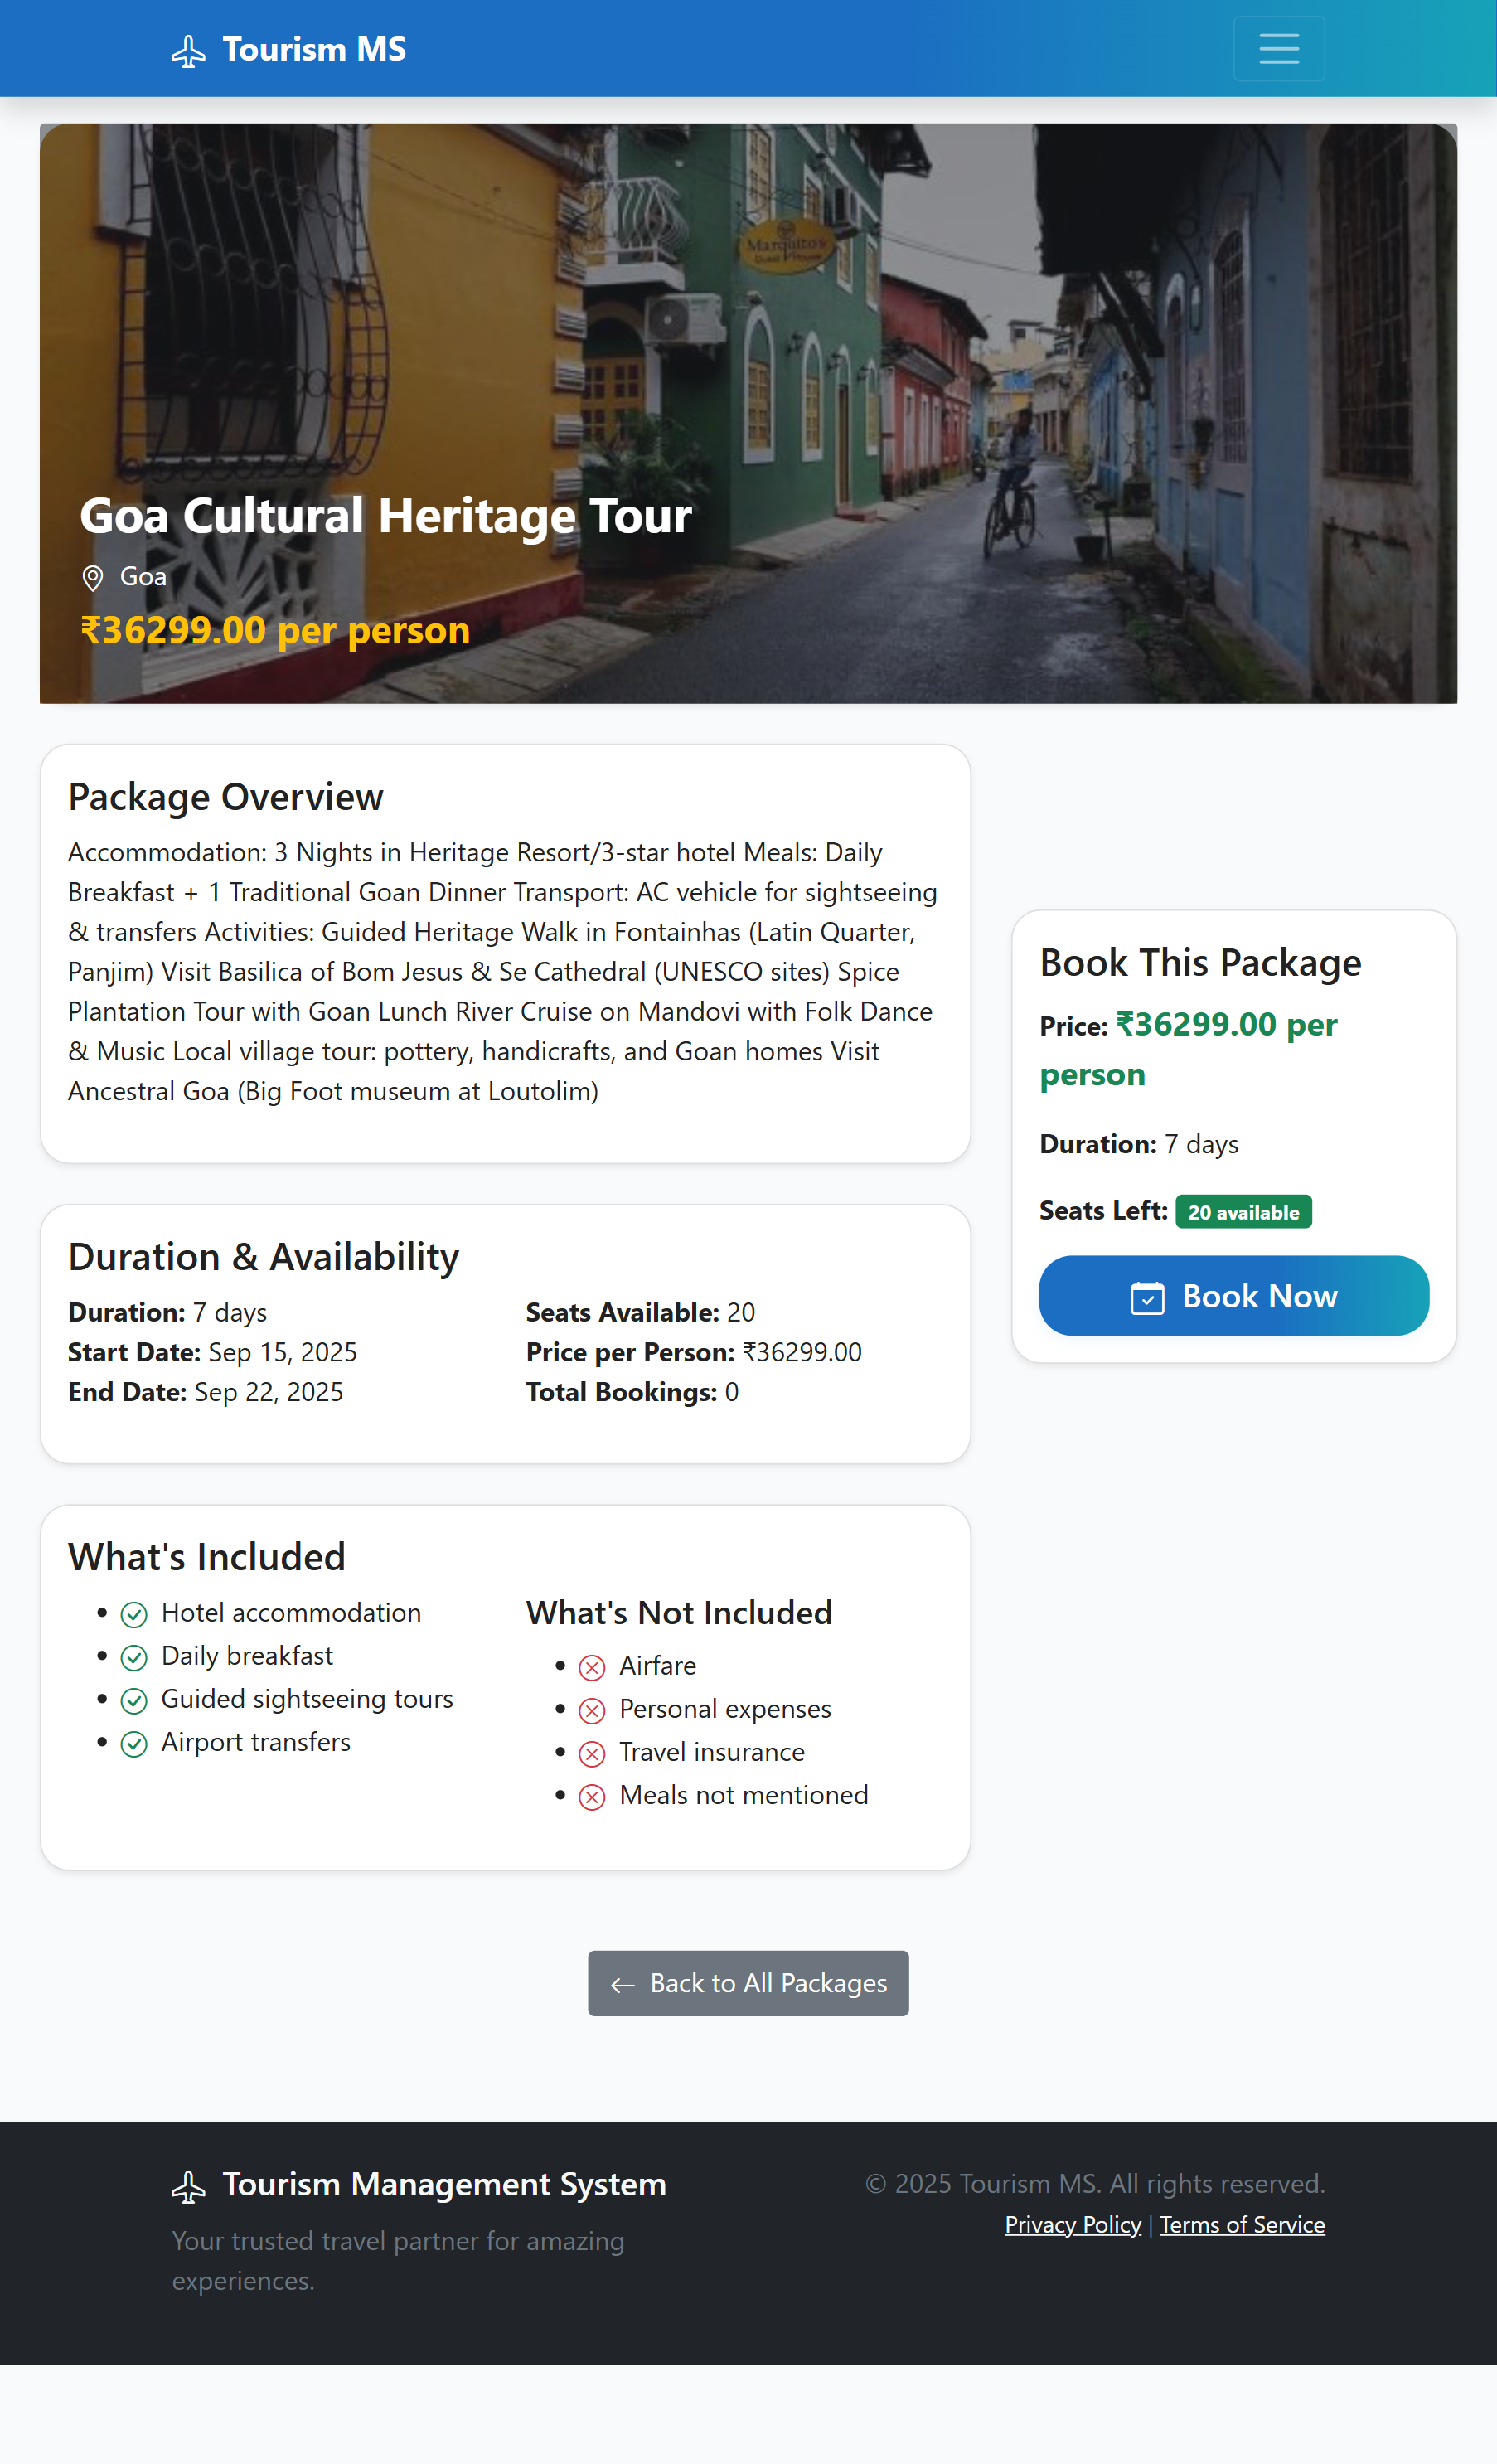 Tourism MS
Marquito's
Guest House
Goa Cultural Heritage Tour
Goa
₹36299.00 per person
Package Overview
Accommodation: 3 Nights in Heritage Resort/3-star hotel Meals: Daily
Breakfast + 1 Traditional Goan Dinner Transport: AC vehicle for sightseeing
& transfers Activities: Guided Heritage Walk in Fontainhas (Latin Quarter,
Panjim) Visit Basilica of Bom Jesus & Se Cathedral (UNESCO sites) Spice
Plantation Tour with Goan Lunch River Cruise on Mandovi with Folk Dance
& Music Local village tour: pottery, handicrafts, and Goan homes Visit
Ancestral Goa (Big Foot museum at Loutolim)
Book This Package
Price: ₹36299.00 per
person
Duration: 7 days
Seats Left: 20 available
Book Now
Duration & Availability
Duration: 7 days
Start Date: Sep 15, 2025
End Date: Sep 22, 2025
Seats Available: 20
Price per Person: ₹36299.00
Total Bookings: 0
What's Included
Hotel accommodation
Daily breakfast
Guided sightseeing tours
Airport transfers
What's Not Included
Airfare
Personal expenses
Travel insurance
Meals not mentioned
Back to All Packages
Tourism Management System
Your trusted travel partner for amazing
experiences.
© 2025 Tourism MS. All rights reserved.
Privacy Policy | Terms of Service